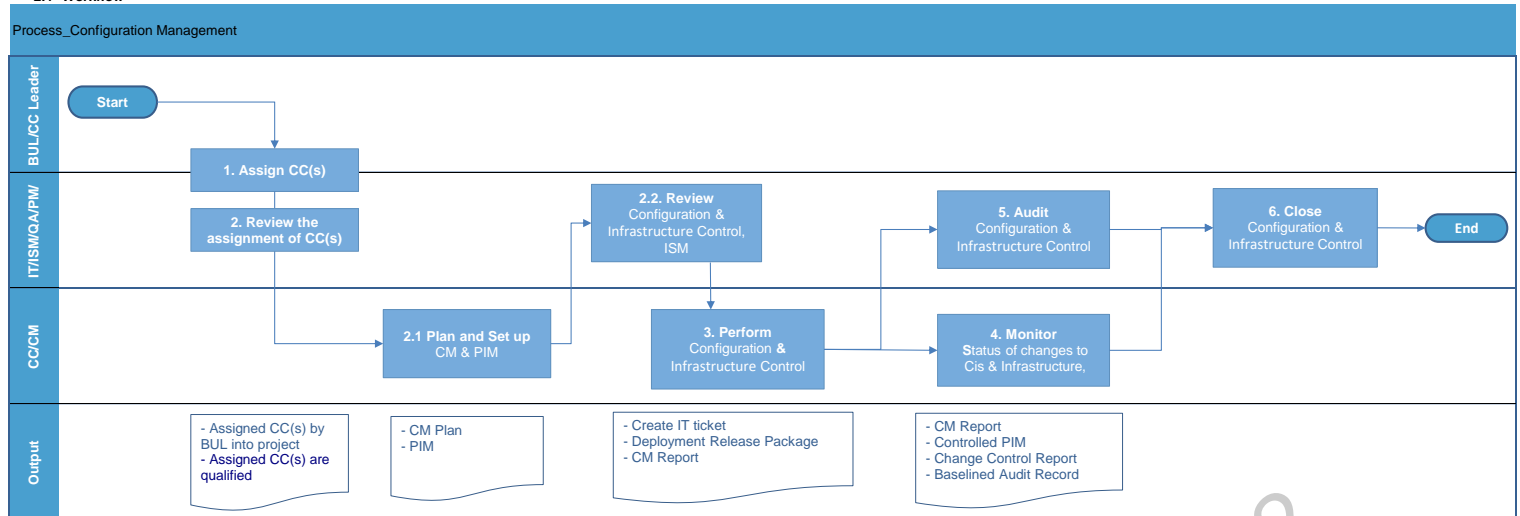 Process_Configuration Management
BUL/CC Leader
Start
1. Assign CC(s)
IT/ISM/QA/PM/
2. Review the
assignment of CC(s)
2.2. Review
Configuration &
Infrastructure Control,
ISM
5. Audit
Configuration &
Infrastructure Control
6. Close
Configuration &
Infrastructure Control
End
CC/CM
2.1 Plan and Set up
CM & PIM
3. Perform
Configuration &
Infrastructure Control
4. Monitor
Status of changes to
Cis & Infrastructure,
Output
- Assigned CC(s) by
BUL into project
- Assigned CC(s) are
qualified
- CM Plan
- PIM
- Create IT ticket
- Deployment Release Package
- CM Report
- CM Report
- Controlled PIM
- Change Control Report
- Baselined Audit Record